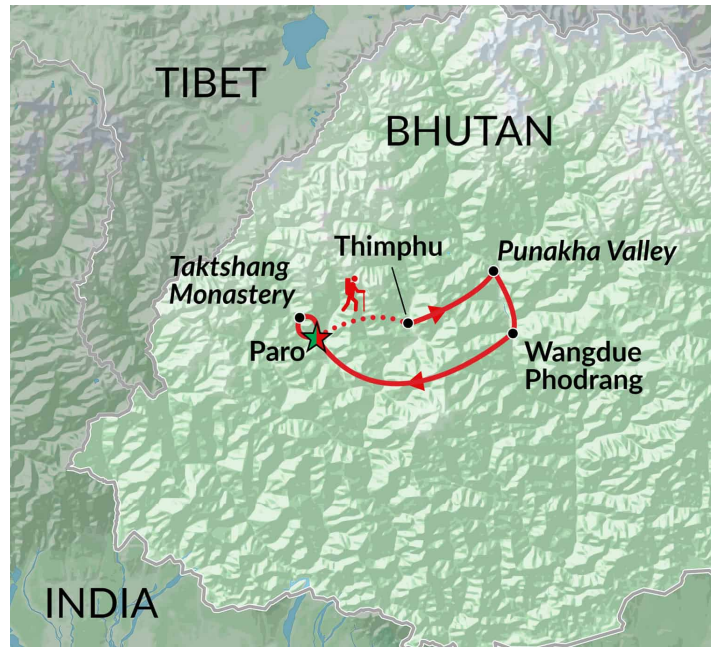 TIBET
BHUTAN
Thimphu
Punakha Valley
Taktshang
Monastery
Paro
Wangdue
Phodrang
INDIA